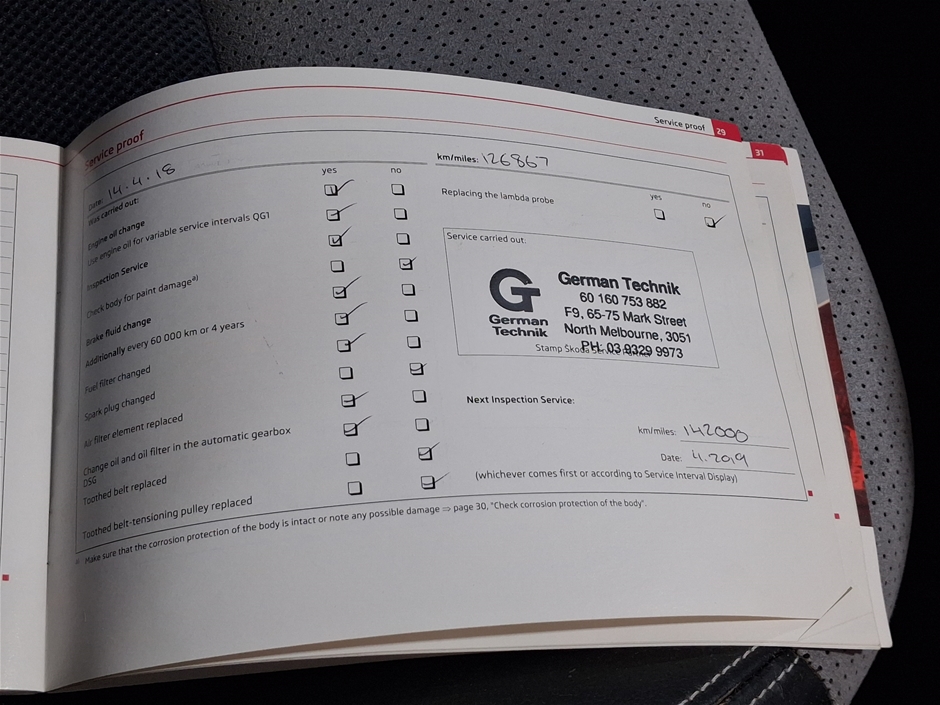 Service proof 29
31
Service proof
Date: 14.4.18
km/miles: 126867
Was carried out:
yes no
Engine oil change
Use engine oil for variable service intervals QG1
Inspection Service
Check body for paint damage a)
Brake fluid change
Additionally every 60 000 km or 4 years
Fuel filter changed
Spark plug changed
Air filter element replaced
Change oil and oil filter in the automatic gearbox
DSG
Toothed belt replaced
Toothed belt-tensioning pulley replaced
yes no
Replacing the lambda probe
Service carried out:
G
German
Technik
German Technik
60 160 753 882
F9, 65-75 Mark Street
North Melbourne, 3051
PH: 03 9329 9973
Stamp Škoda Service
Next Inspection Service:
km/miles: 142000
Date: 4.2019
(whichever comes first or according to Service Interval Display)
a) Make sure that the corrosion protection of the body is intact or note any possible damage ⇒ page 30, "Check corrosion protection of the body".